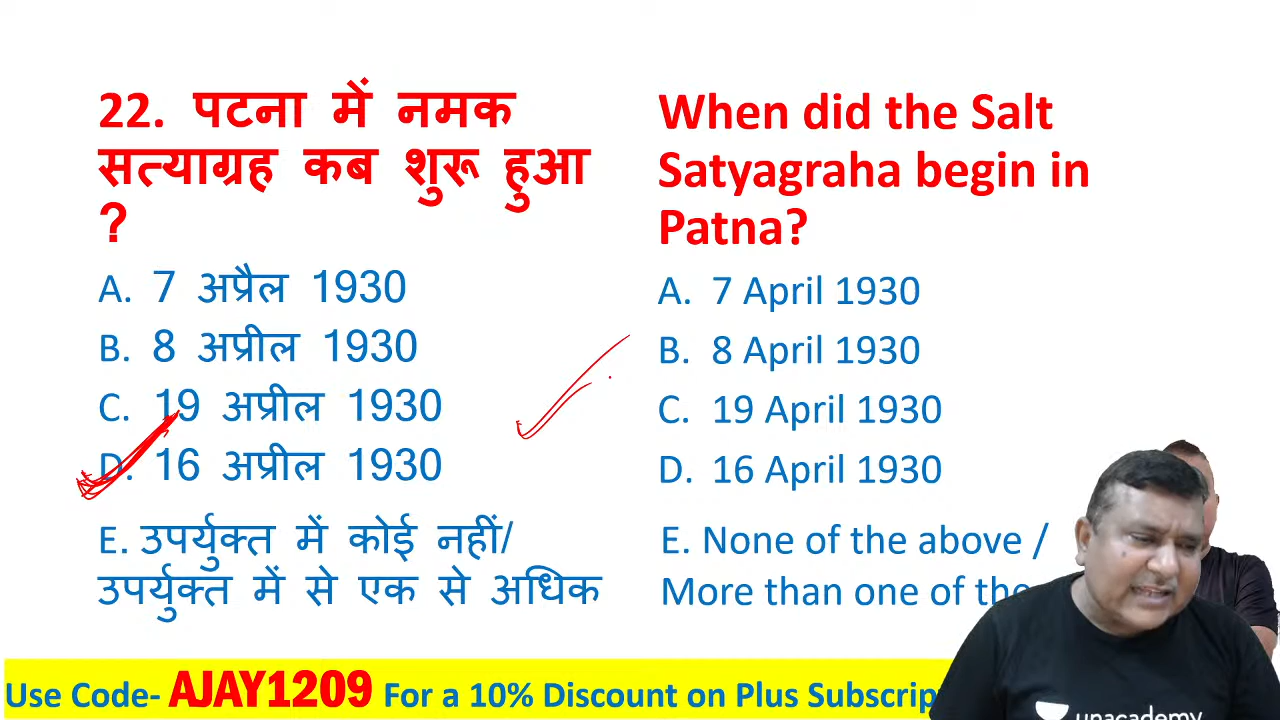 22. पटना में नमक
सत्याग्रह कब शुरू हुआ
?
A. 7 अप्रैल 1930
B. 8 अप्रील 1930
C. 19 अप्रील 1930
D. 16 अप्रील 1930
E. उपर्युक्त में कोई नहीं/
उपर्युक्त में से एक से अधिक
When did the Salt
Satyagraha begin in
Patna?
A. 7 April 1930
B. 8 April 1930
C. 19 April 1930
D. 16 April 1930
E. None of the above /
More than one of the
Use Code- AJAY1209 For a 10% Discount on Plus Subscrip
unacademy